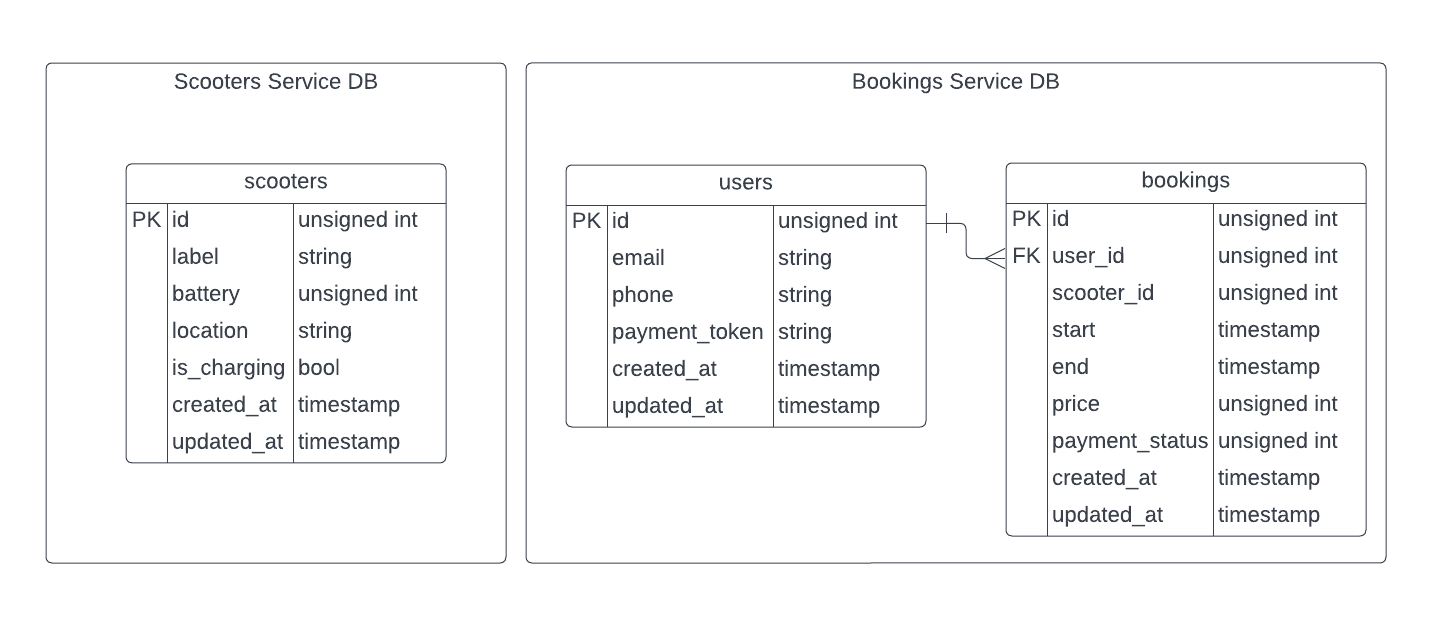 Scooters Service DB
scooters
PK id unsigned int
label string
battery unsigned int
location string
is_charging bool
created_at timestamp
updated_at timestamp
Bookings Service DB
users
PK id unsigned int
email string
phone string
payment_token string
created_at timestamp
updated_at timestamp
bookings
PK id unsigned int
FK user_id unsigned int
scooter_id unsigned int
start timestamp
end timestamp
price unsigned int
payment_status unsigned int
created_at timestamp
updated_at timestamp